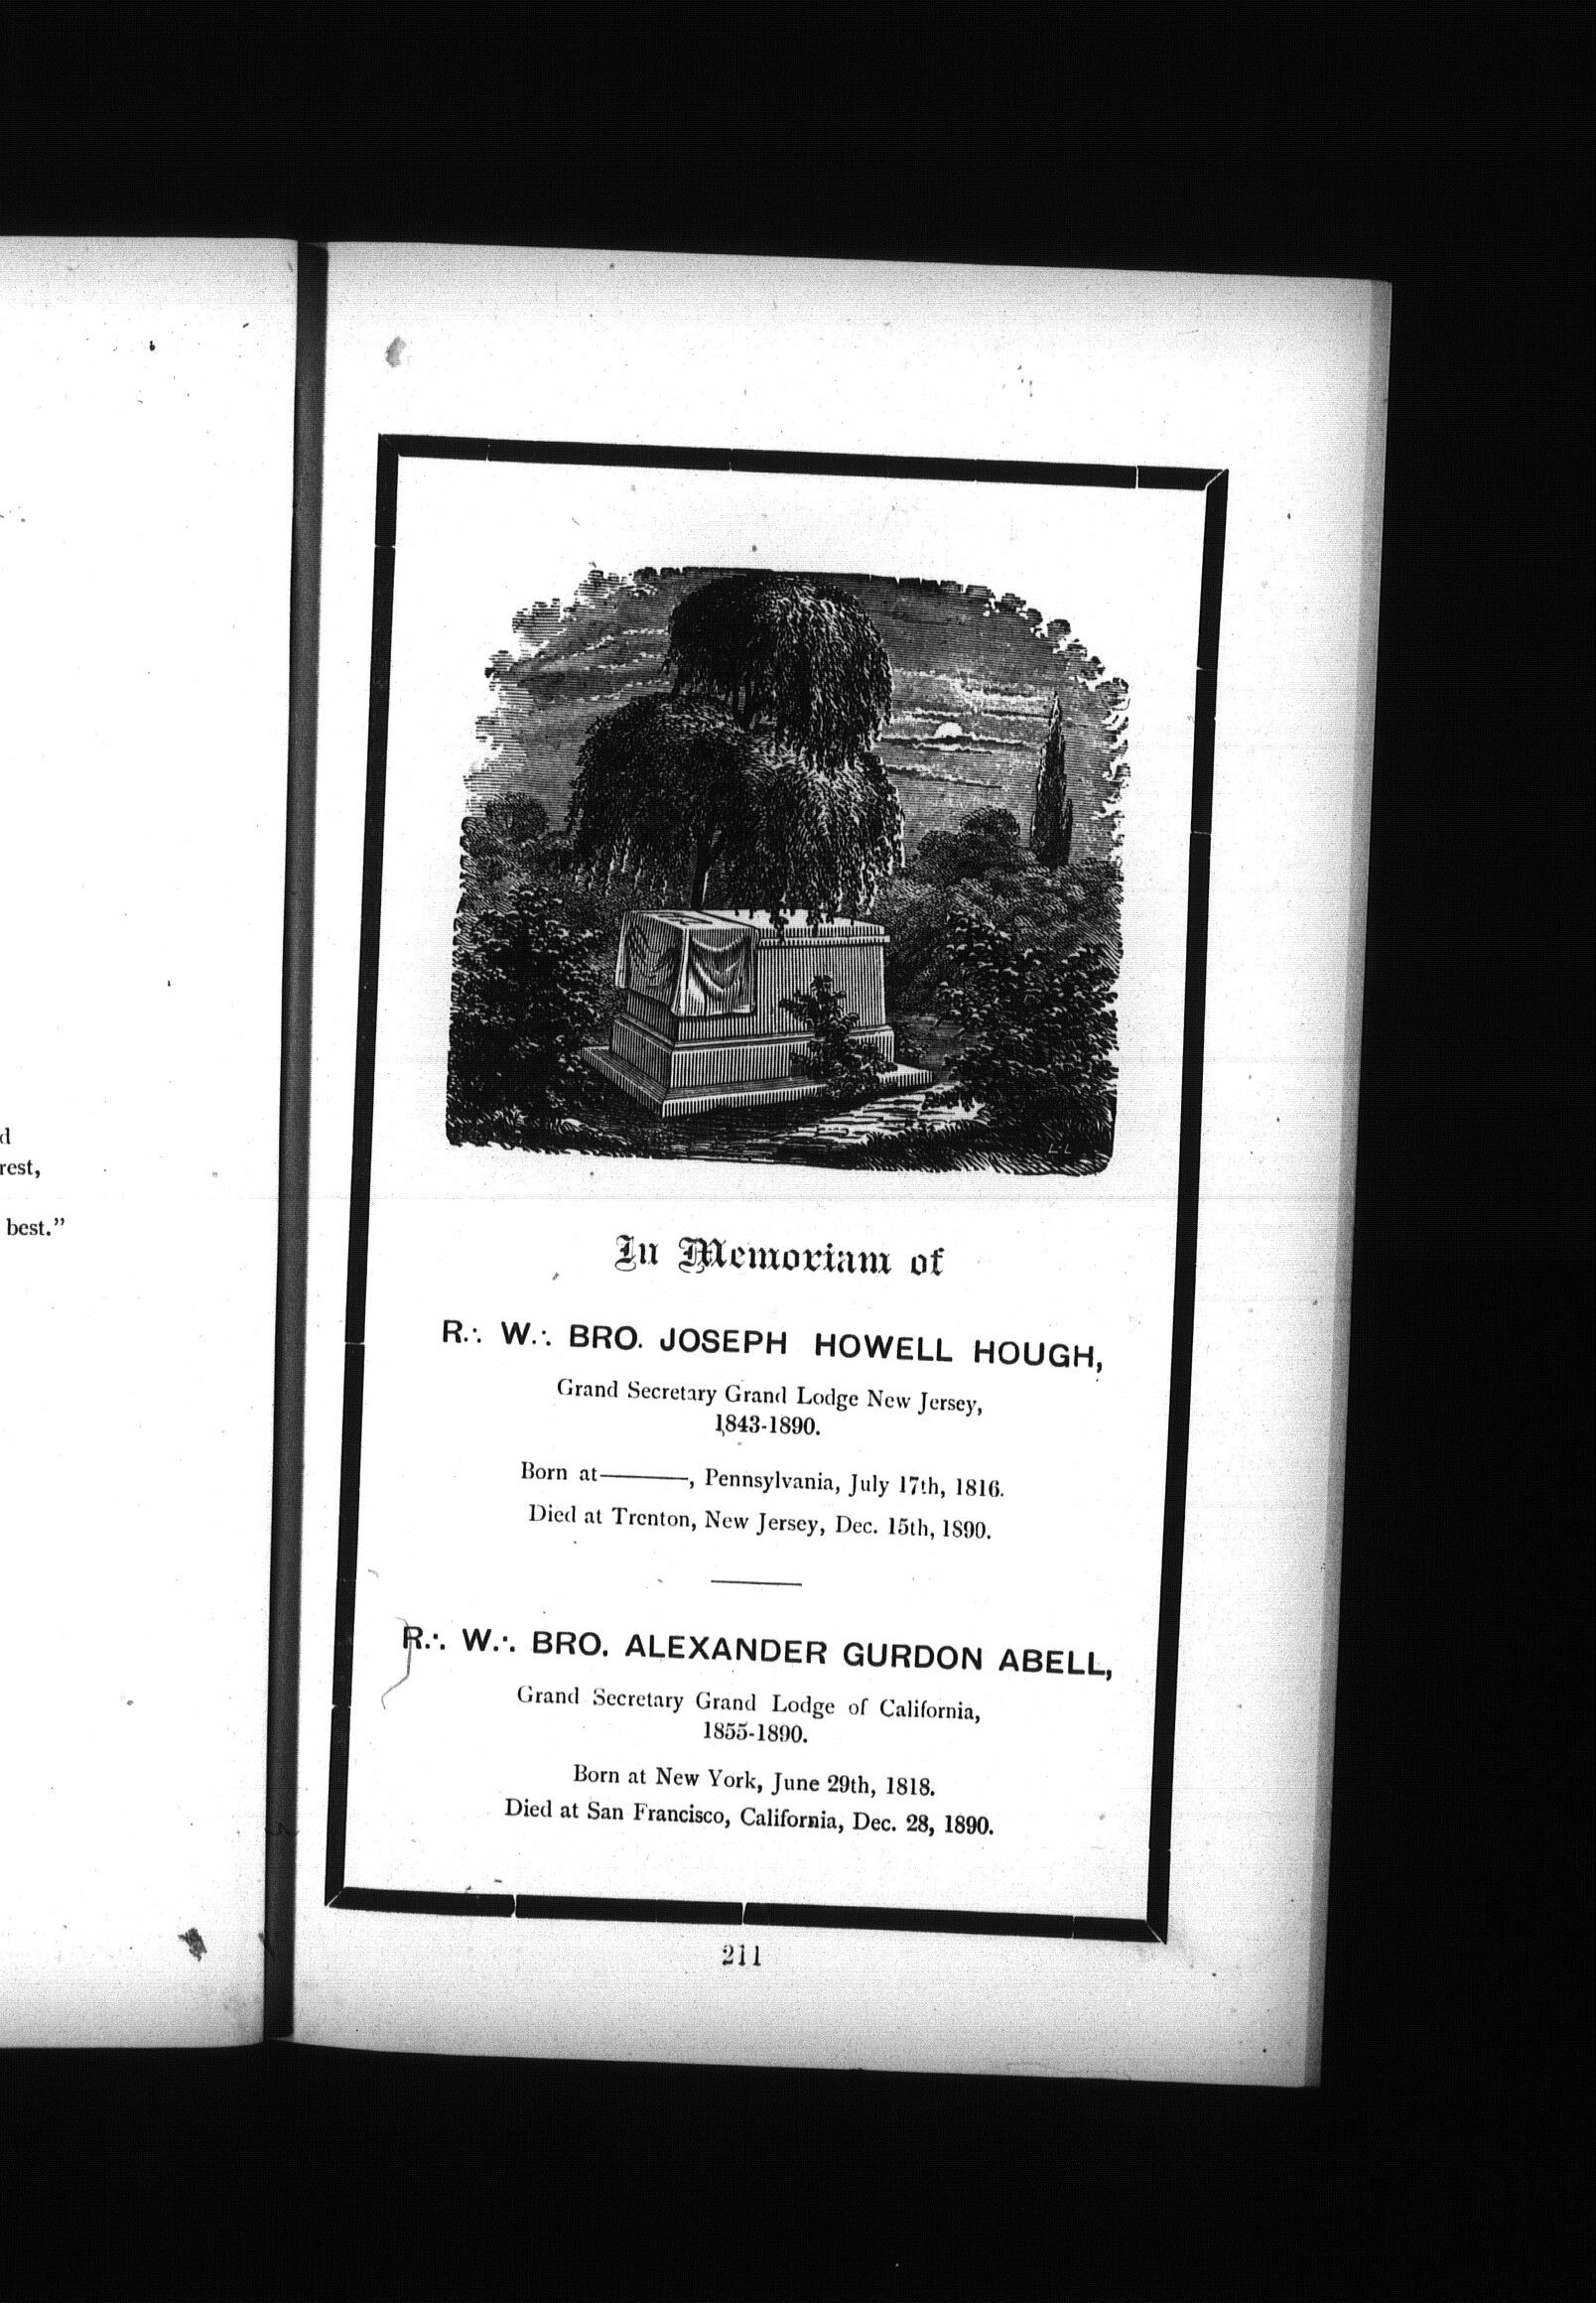 d
rest,
best.”
In Memoriam of
R.∴ W.∴ BRO. JOSEPH HOWELL HOUGH,
Grand Secretary Grand Lodge New Jersey,
1843-1890.
Born at———, Pennsylvania, July 17th, 1816.
Died at Trenton, New Jersey, Dec. 15th, 1890.
R.∴ W.∴ BRO. ALEXANDER GURDON ABELL,
Grand Secretary Grand Lodge of California,
1855-1890.
Born at New York, June 29th, 1818.
Died at San Francisco, California, Dec. 28, 1890.
211